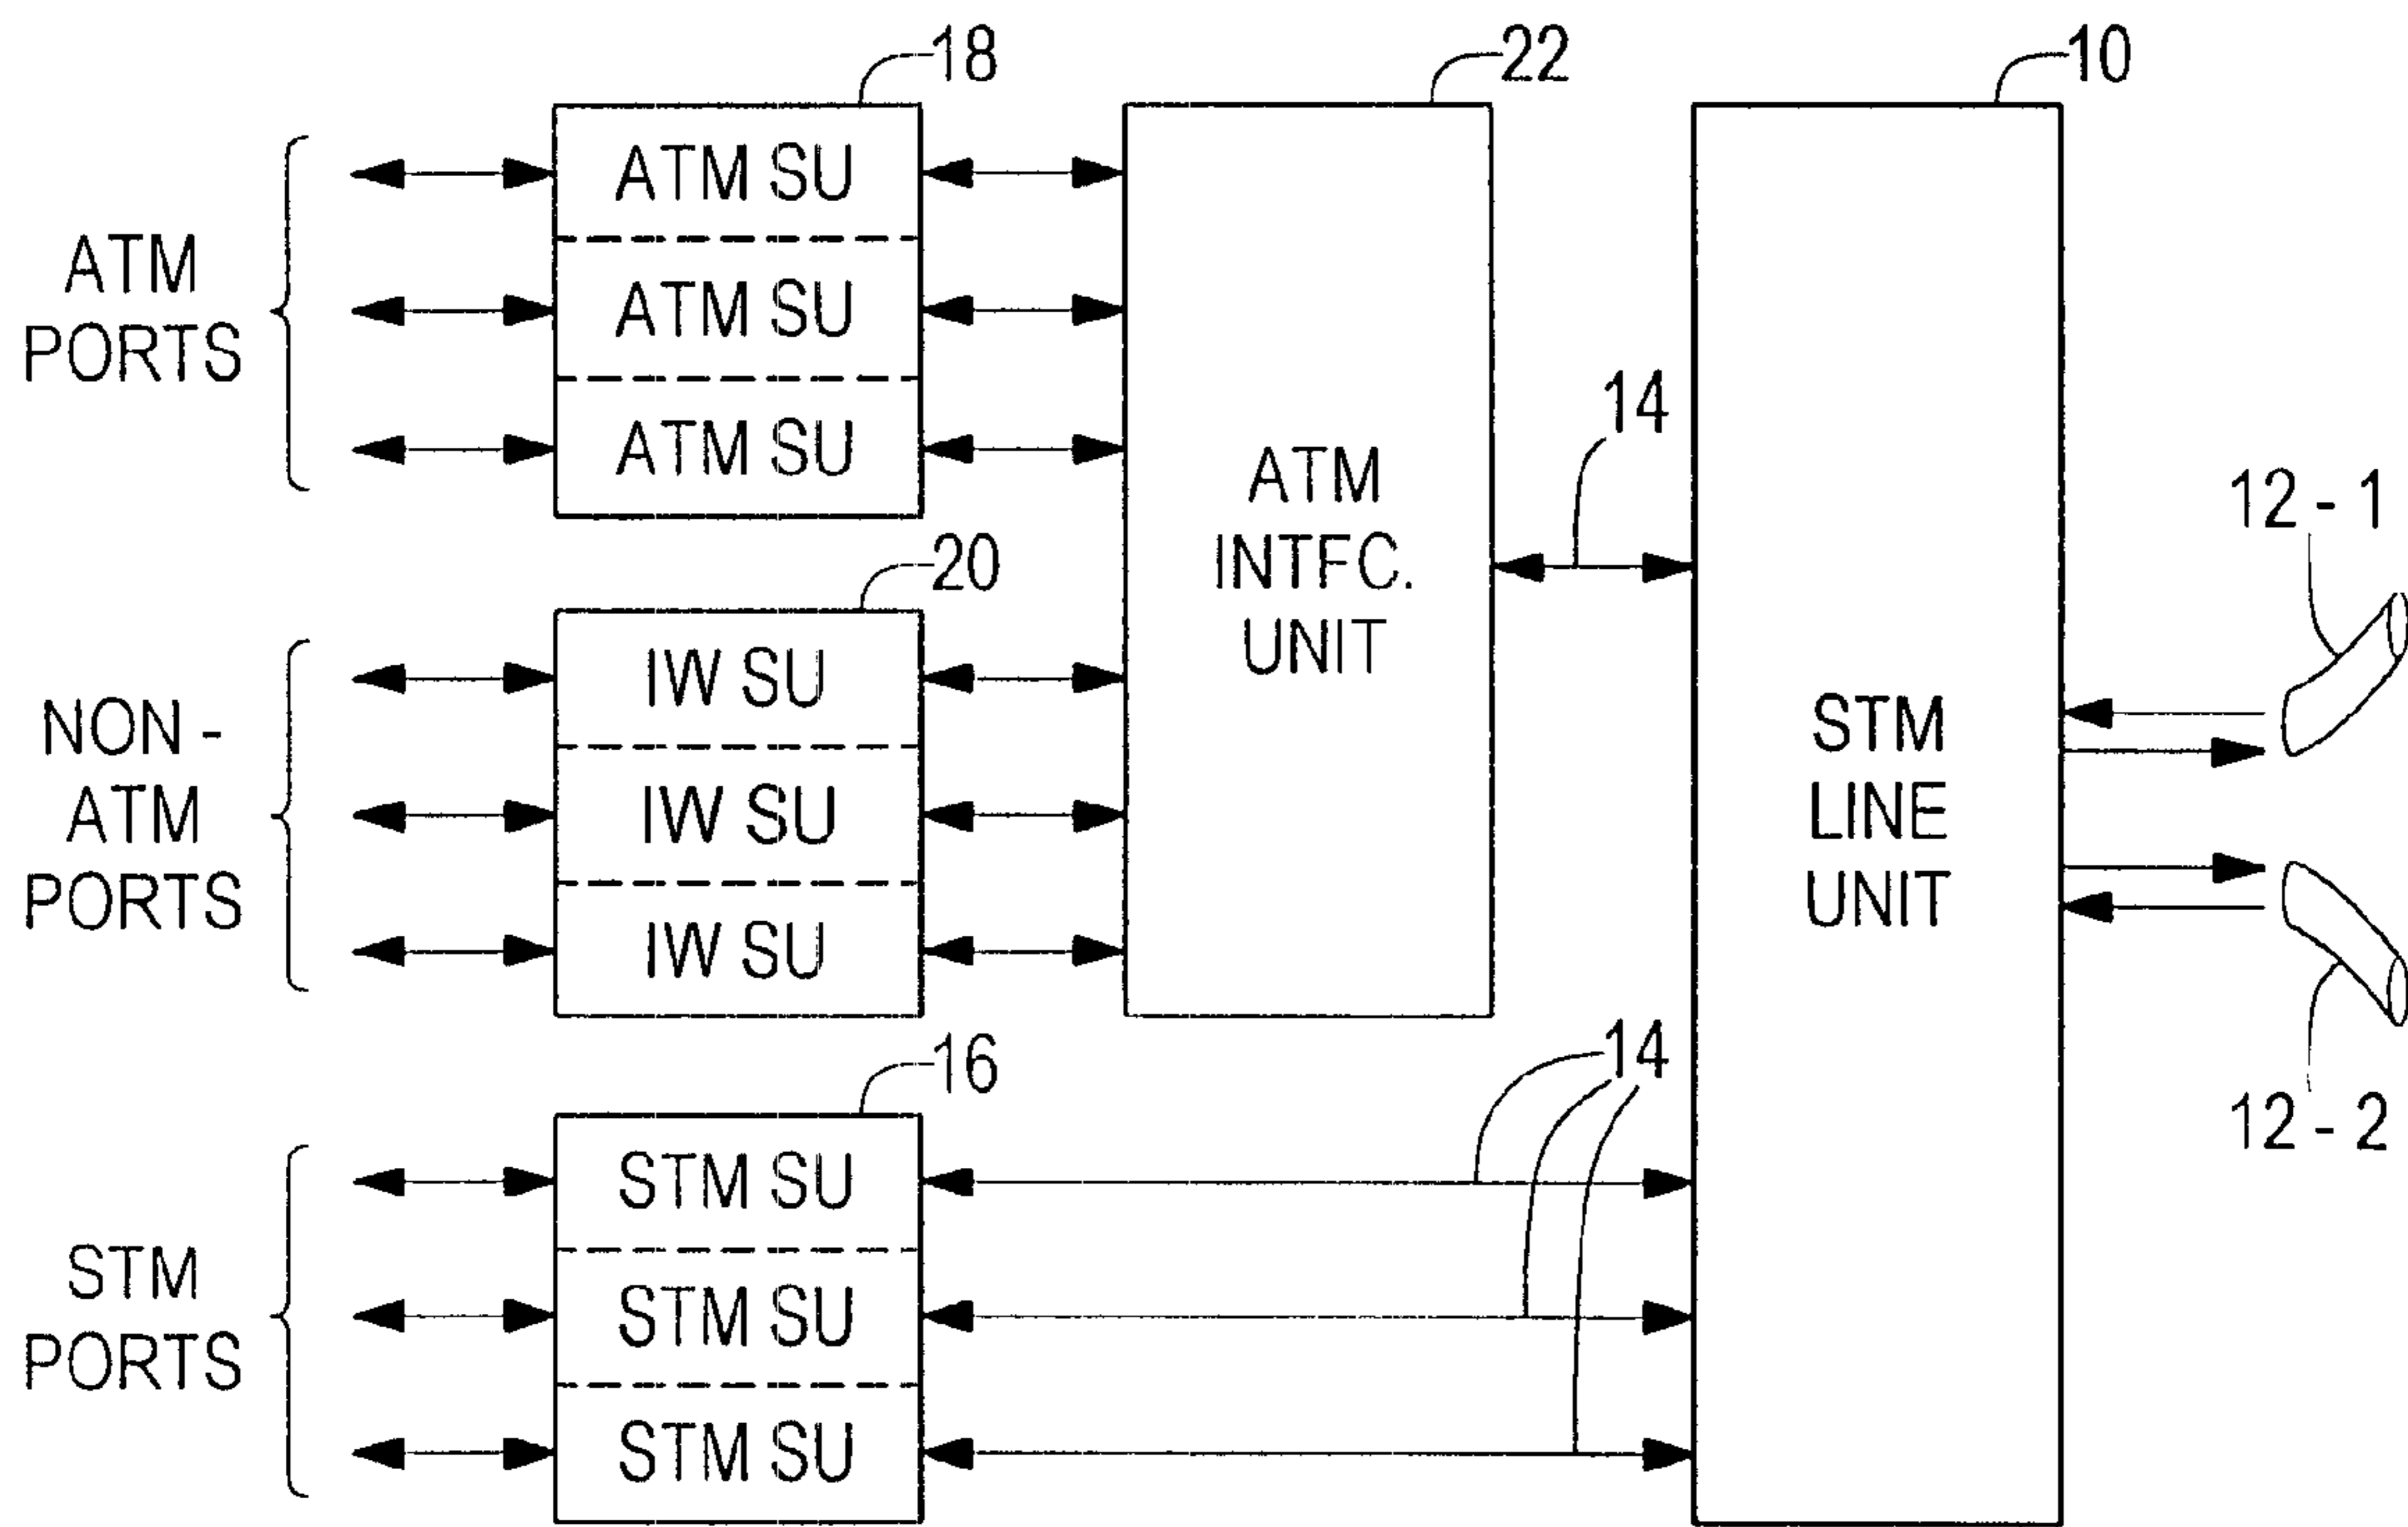 18
22
10
ATM
PORTS
ATM SU
ATM SU
ATM SU
14
ATM
INTFC.
UNIT
12 - 1
20
NON -
ATM
PORTS
IW SU
IW SU
IW SU
STM
LINE
UNIT
16
14
12 - 2
STM
PORTS
STM SU
STM SU
STM SU